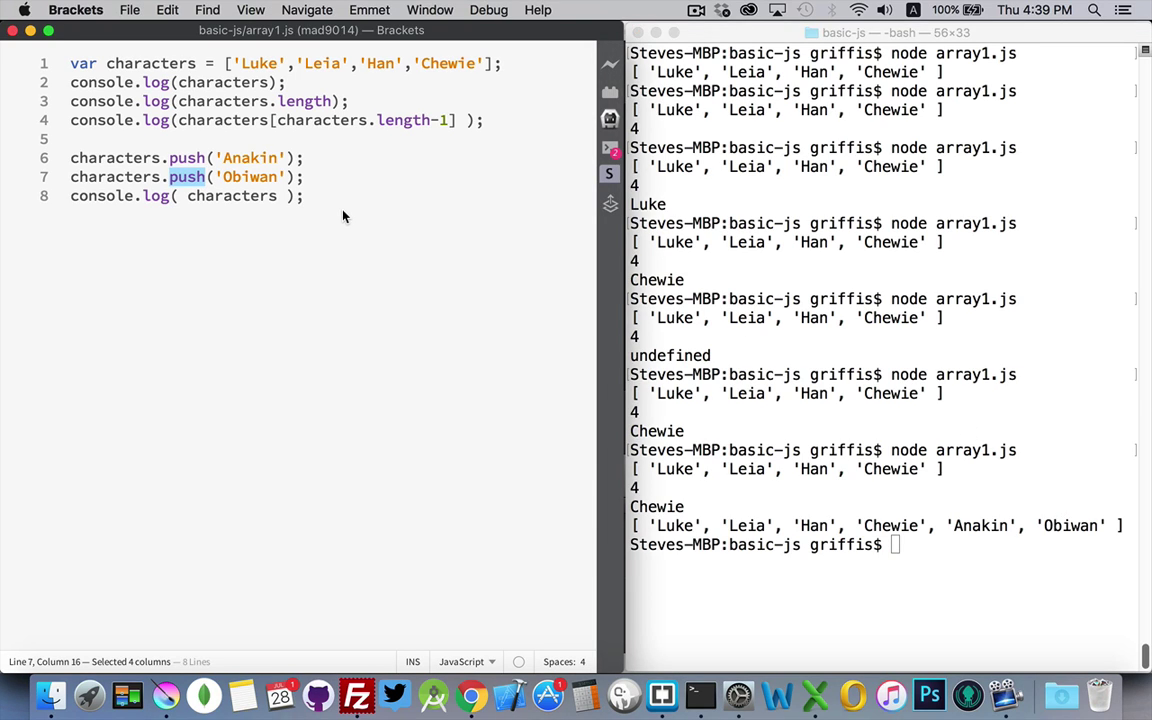 Brackets File Edit Find View Navigate Emmet Window Debug Help 100% Thu 4:39 PM
basic-js/array1.js (mad9014) — Brackets
1 var characters = ['Luke','Leia','Han','Chewie'];
2 console.log(characters);
3 console.log(characters.length);
4 console.log(characters[characters.length-1] );
5
6 characters.push('Anakin');
7 characters.push('Obiwan');
8 console.log( characters );
Line 7, Column 16 — Selected 4 columns — 8 Lines INS JavaScript Spaces: 4
basic-js — -bash — 56×33
Steves-MBP:basic-js griffis$ node array1.js
[ 'Luke', 'Leia', 'Han', 'Chewie' ]
Steves-MBP:basic-js griffis$ node array1.js
[ 'Luke', 'Leia', 'Han', 'Chewie' ]
4
Steves-MBP:basic-js griffis$ node array1.js
[ 'Luke', 'Leia', 'Han', 'Chewie' ]
4
Luke
Steves-MBP:basic-js griffis$ node array1.js
[ 'Luke', 'Leia', 'Han', 'Chewie' ]
4
Chewie
Steves-MBP:basic-js griffis$ node array1.js
[ 'Luke', 'Leia', 'Han', 'Chewie' ]
4
undefined
Steves-MBP:basic-js griffis$ node array1.js
[ 'Luke', 'Leia', 'Han', 'Chewie' ]
4
Chewie
Steves-MBP:basic-js griffis$ node array1.js
[ 'Luke', 'Leia', 'Han', 'Chewie' ]
4
Chewie
[ 'Luke', 'Leia', 'Han', 'Chewie', 'Anakin', 'Obiwan' ]
Steves-MBP:basic-js griffis$